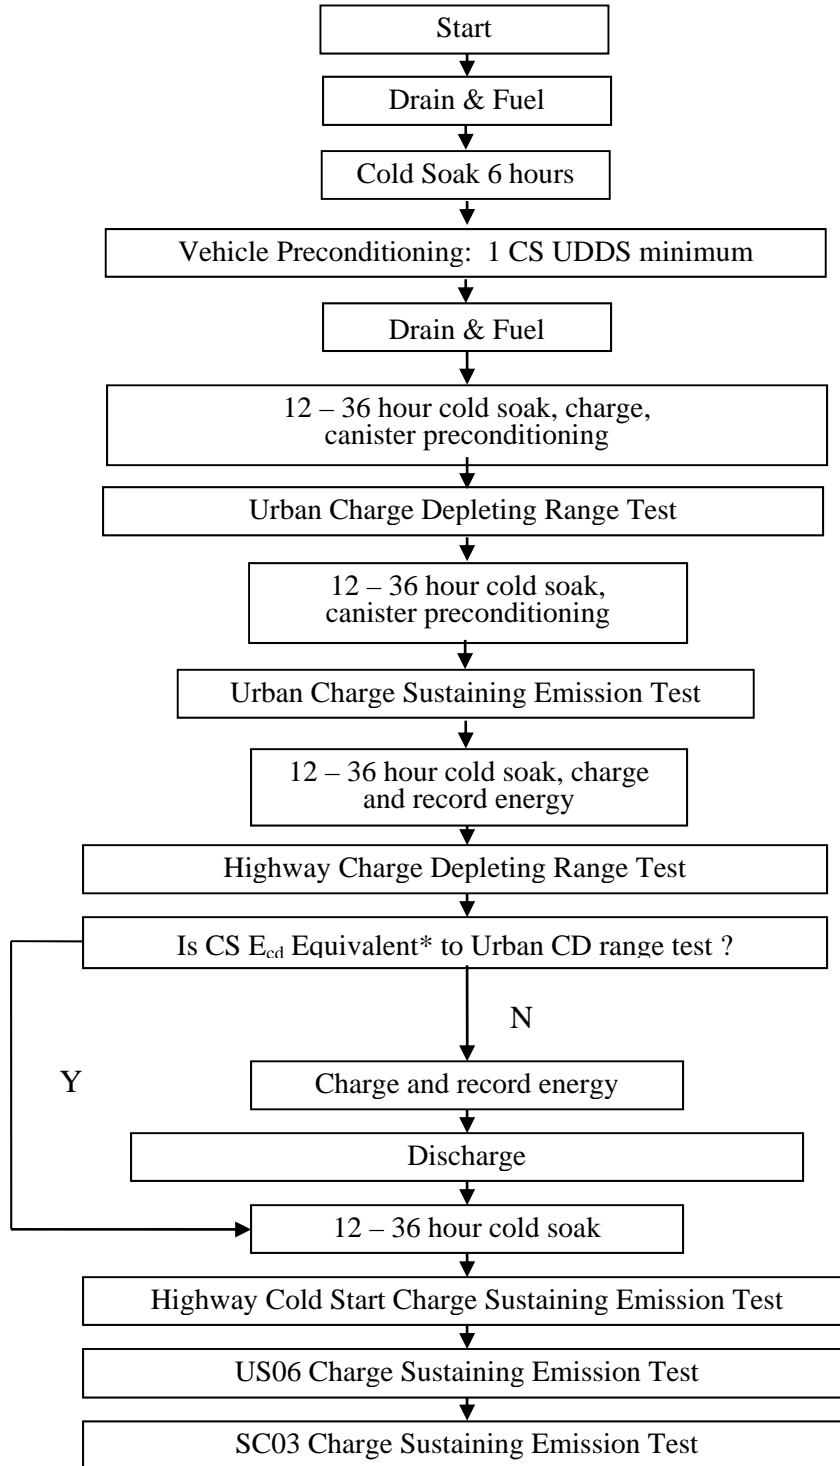 Start
Drain & Fuel
Cold Soak 6 hours
Vehicle Preconditioning: 1 CS UDDS minimum
Drain & Fuel
12 – 36 hour cold soak, charge,
canister preconditioning
Urban Charge Depleting Range Test
12 – 36 hour cold soak,
canister preconditioning
Urban Charge Sustaining Emission Test
12 – 36 hour cold soak, charge
and record energy
Highway Charge Depleting Range Test
Is CS Ecd Equivalent* to Urban CD range test ?
N
Y
Charge and record energy
Discharge
12 – 36 hour cold soak
Highway Cold Start Charge Sustaining Emission Test
US06 Charge Sustaining Emission Test
SC03 Charge Sustaining Emission Test